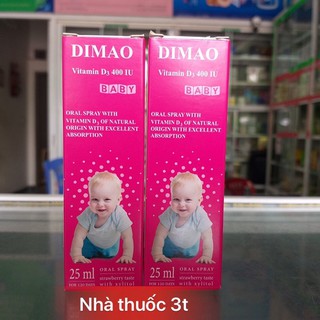 DIMAO
Vitamin D₃ 400 IU
BABY
ORAL SPRAY WITH
VITAMIN D₃ OF NATURAL
ORIGIN WITH EXCELLENT
ABSORPTION
25 ml
ORAL SPRAY
strawberry taste
with xylitol
DIMAO
Vitamin D₃ 400 IU
BABY
ORAL SPRAY WITH
VITAMIN D₃ OF NATURAL
ORIGIN WITH EXCELLENT
ABSORPTION
25 ml
ORAL SPRAY
strawberry taste
with xylitol
Nhà thuốc 3t